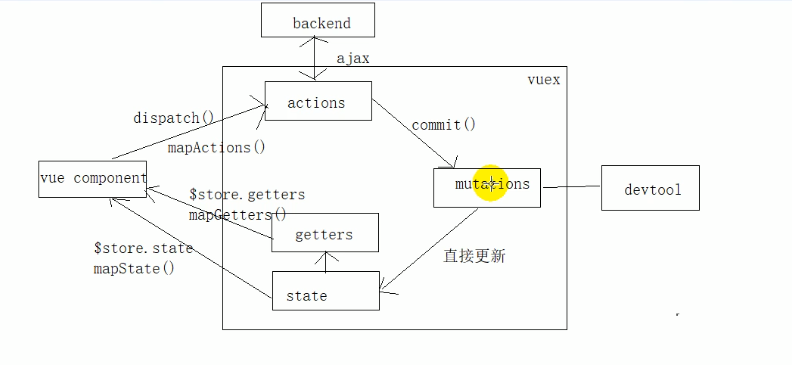 backend
ajax
vuex
actions
dispatch()
commit()
mapActions()
vue component
mutations
devtool
$store.getters
mapGetters()
getters
$store.state
mapState()
直接更新
state